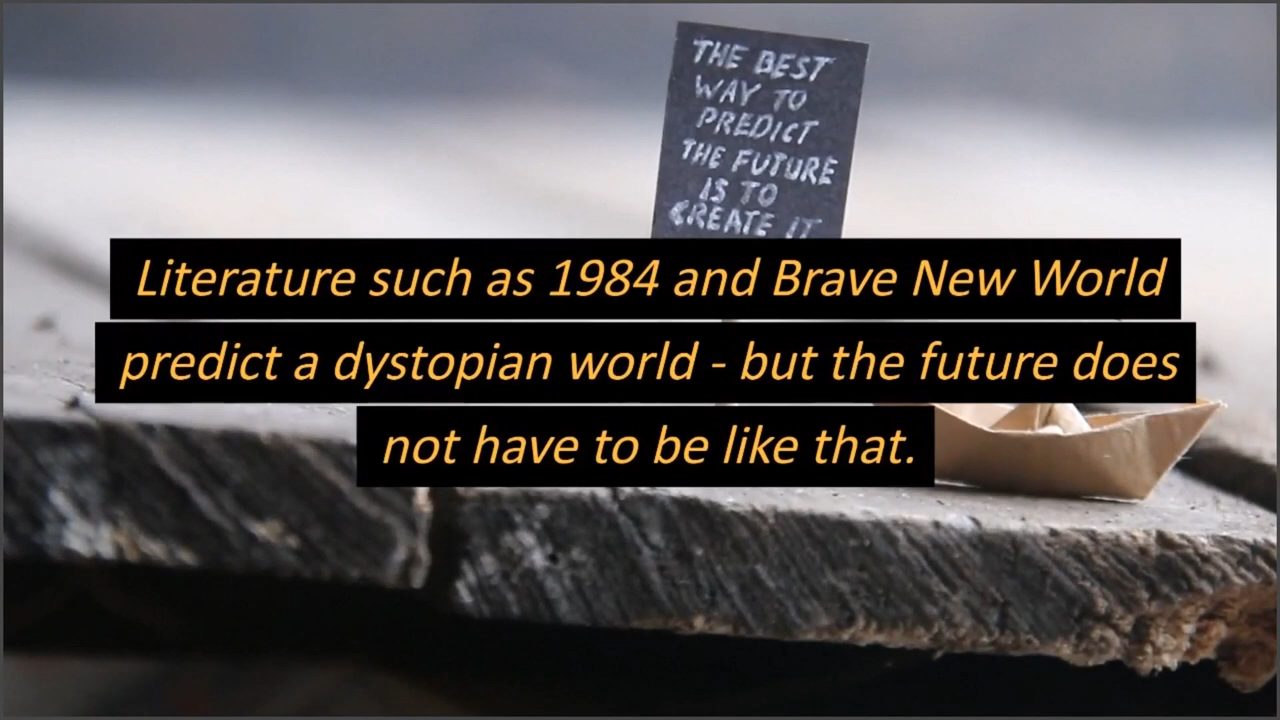 THE BEST
WAY TO
PREDICT
THE FUTURE
IS TO
CREATE IT
Literature such as 1984 and Brave New World
predict a dystopian world - but the future does
not have to be like that.